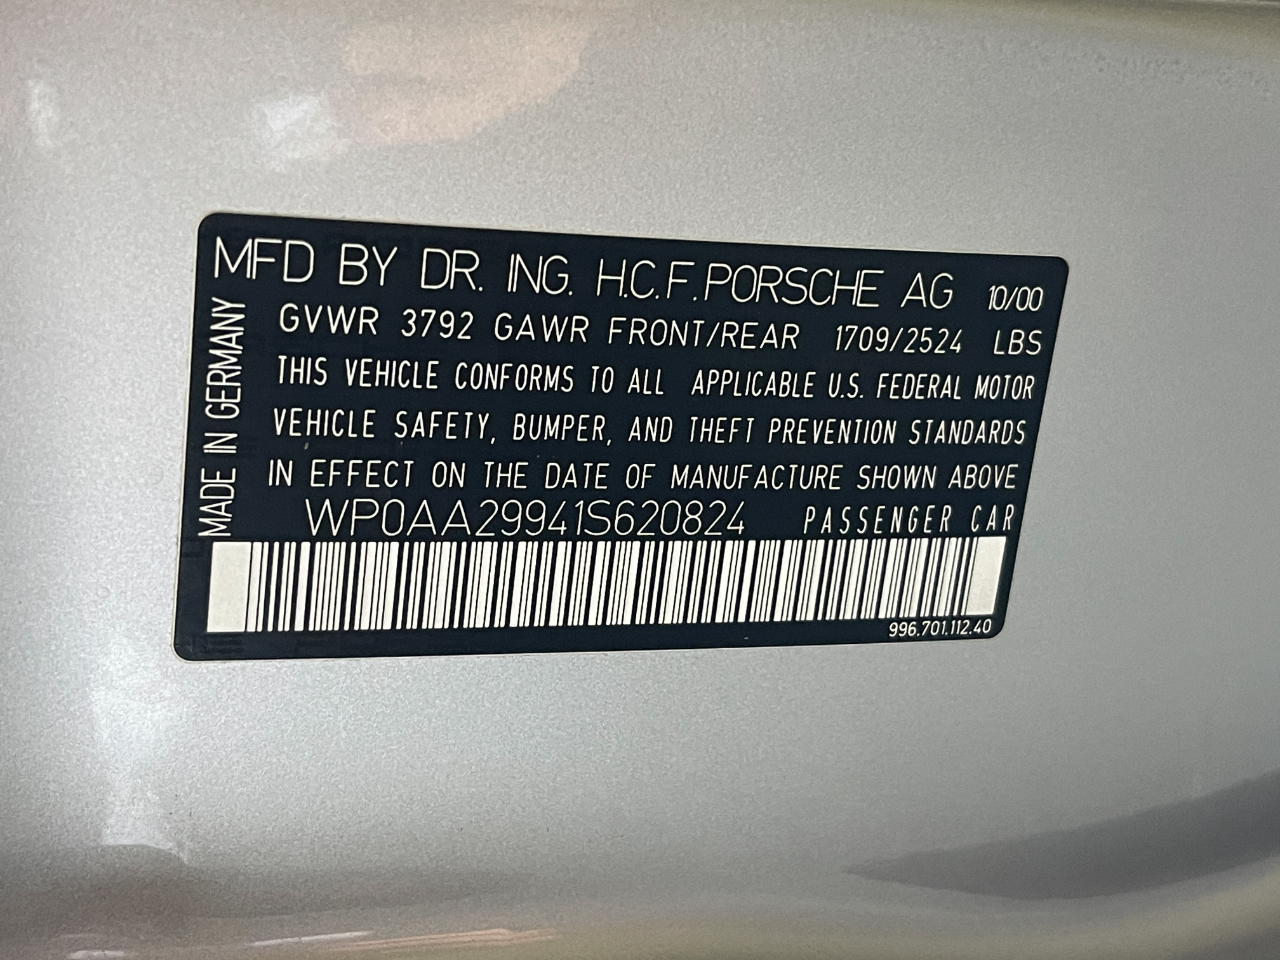 MFD BY DR. ING. H.C.F. PORSCHE AG 10/00
GVWR 3792 GAWR FRONT/REAR 1709/2524 LBS
THIS VEHICLE CONFORMS TO ALL APPLICABLE U.S. FEDERAL MOTOR
VEHICLE SAFETY, BUMPER, AND THEFT PREVENTION STANDARDS
IN EFFECT ON THE DATE OF MANUFACTURE SHOWN ABOVE
WP0AA29941S620824 PASSENGER CAR
996.701.112.40
MADE IN GERMANY